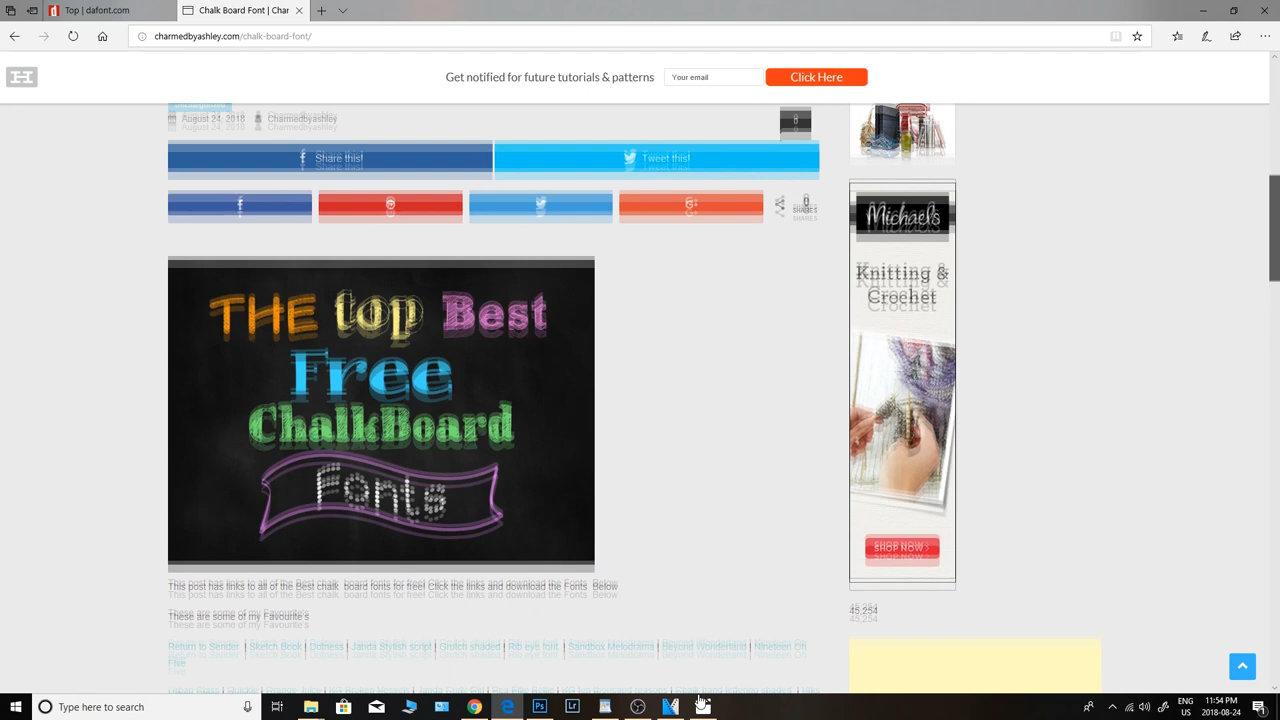 Top | dafont.com
Chalk Board Font | Char
charmedbyashley.com/chalk-board-font/
H
Get notified for future tutorials & patterns
Your email
Click Here
Uncategorized
August 24, 2018
Charmedbyashley
0
Share this!
Tweet this!
G+
0
SHARES
Michaels
Knitting &
Crochet
SHOP NOW >
THE top Best
Free
ChalkBoard
Fonts
This post has links to all of the Best chalk board fonts for free! Click the links and download the Fonts Below
These are some of my Favourite's
Return to Sender | Sketch Book | Dotness | Janda Stylish script | Grutch shaded | Rib eye font | Sandbox Melodrama | Beyond Wonderland | Nineteen Oh
Five
45,254
Type here to search
Ps
Lr
ENG
US
11:54 PM
2018-08-24